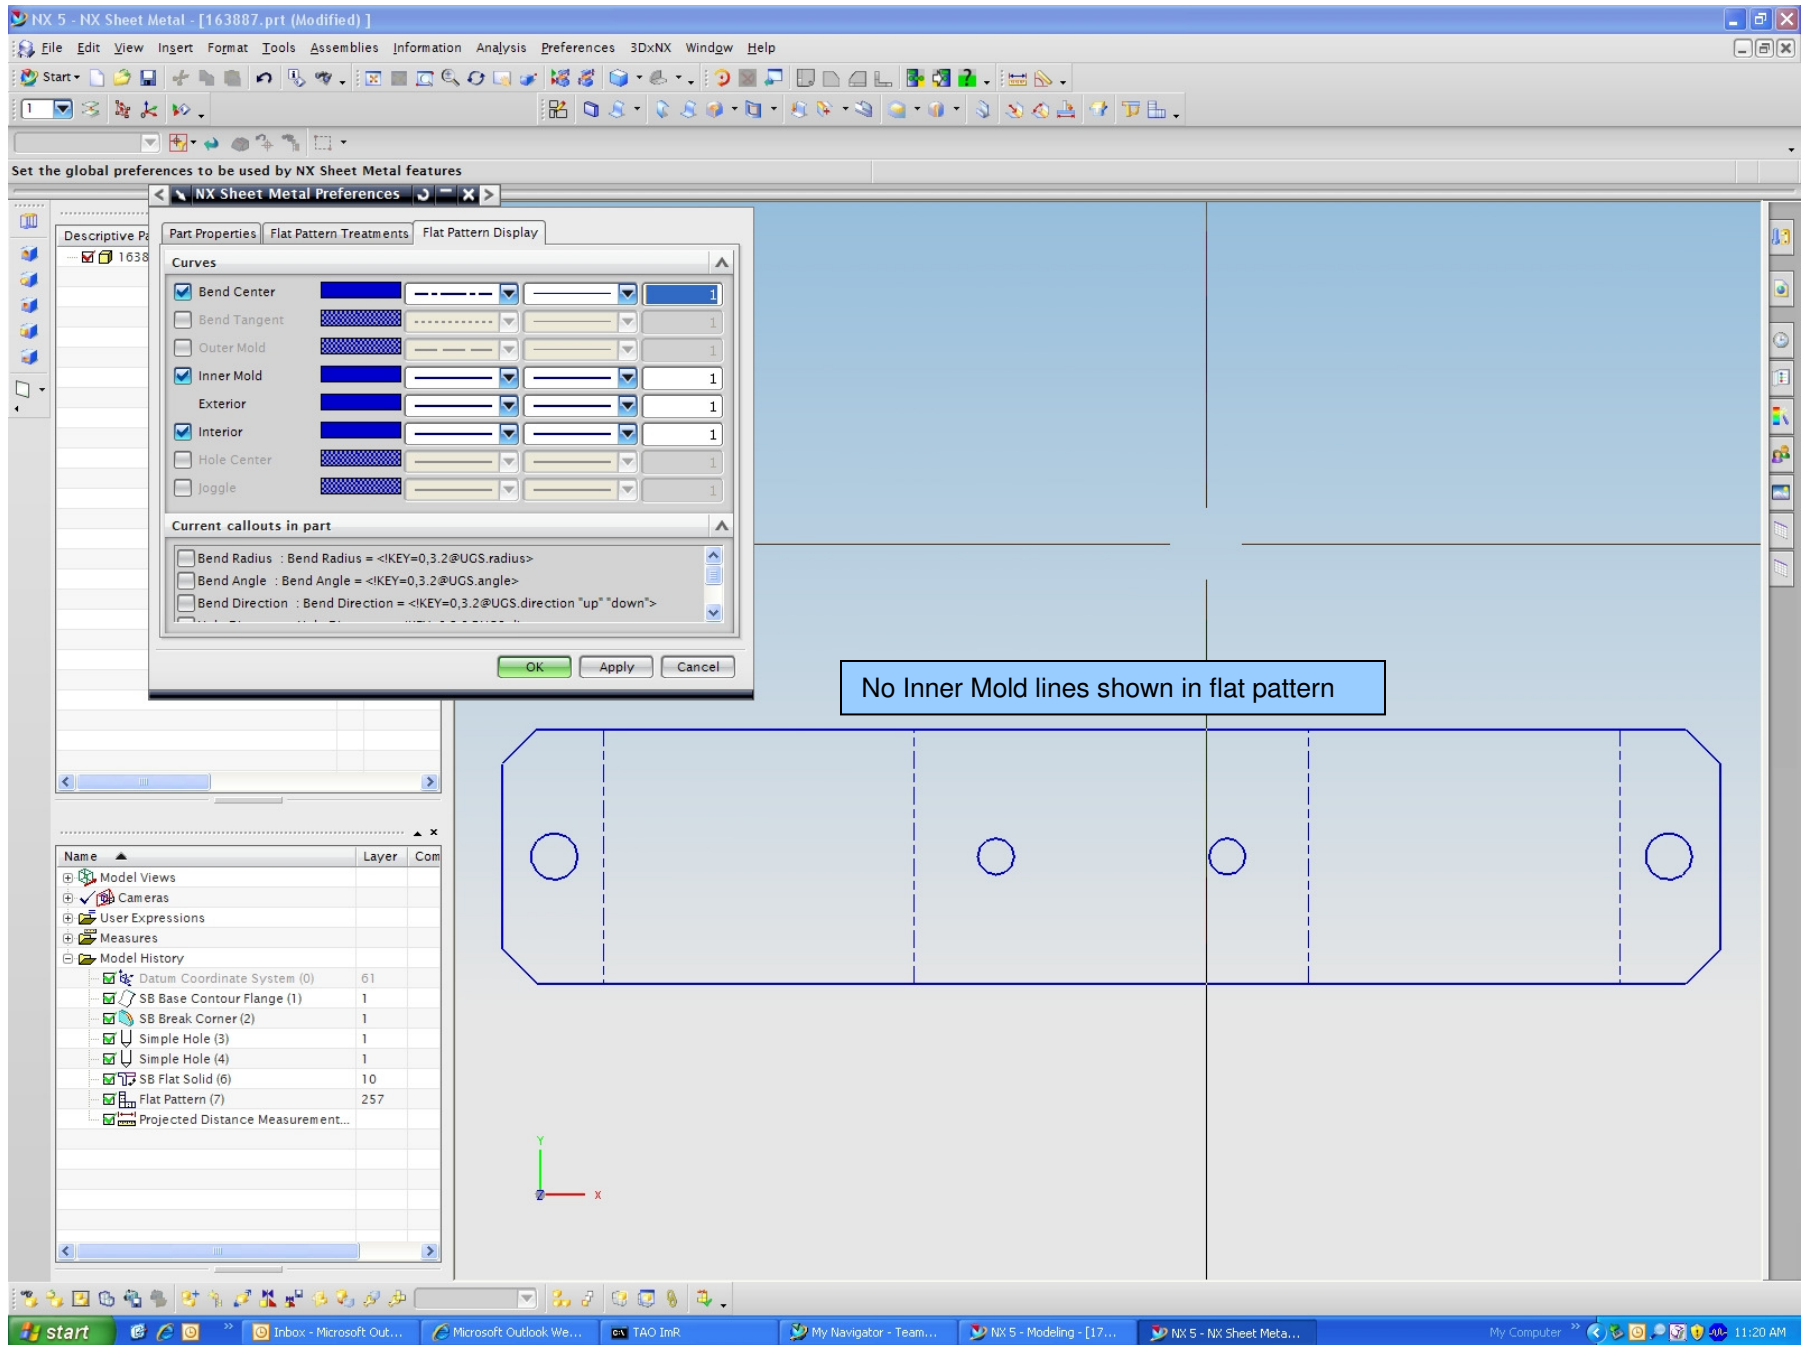 NX 5 - NX Sheet Metal - [163887.prt (Modified) ]
File Edit View Insert Format Tools Assemblies Information Analysis Preferences 3DxNX Window Help
Start
1
Set the global preferences to be used by NX Sheet Metal features
NX Sheet Metal Preferences
Part Properties Flat Pattern Treatments Flat Pattern Display
Descriptive Pa
1638
Curves
Bend Center 1
Bend Tangent 1
Outer Mold 1
Inner Mold 1
Exterior 1
Interior 1
Hole Center 1
Joggle 1
Current callouts in part
Bend Radius : Bend Radius = <!KEY=0,3.2@UGS.radius>
Bend Angle : Bend Angle = <!KEY=0,3.2@UGS.angle>
Bend Direction : Bend Direction = <!KEY=0,3.2@UGS.direction "up" "down">
OK Apply Cancel
No Inner Mold lines shown in flat pattern
Name Layer Com
Model Views
Cameras
User Expressions
Measures
Model History
Datum Coordinate System (0) 61
SB Base Contour Flange (1) 1
SB Break Corner (2) 1
Simple Hole (3) 1
Simple Hole (4) 1
SB Flat Solid (6) 10
Flat Pattern (7) 257
Projected Distance Measurement...
Y
Z X
start Inbox - Microsoft Out... Microsoft Outlook We... TAO ImR My Navigator - Team... NX 5 - Modeling - [17... NX 5 - NX Sheet Meta... My Computer 11:20 AM